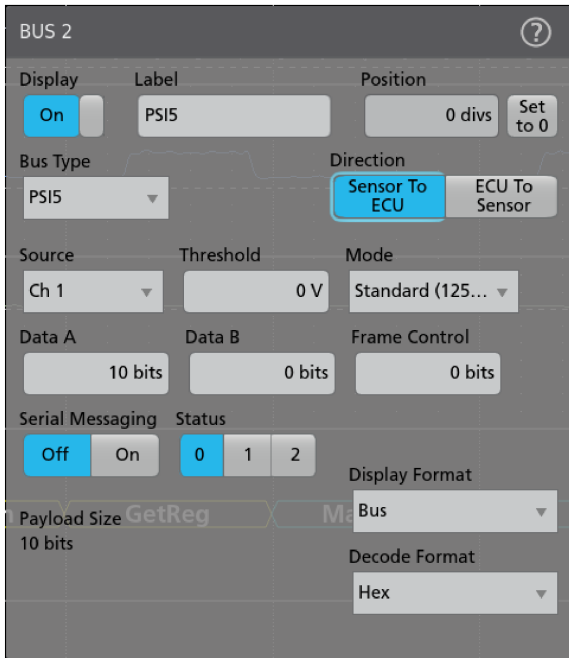 BUS 2
?
Display Label Position
On PSI5 0 divs Set to 0
Bus Type Direction
PSI5 Sensor To ECU ECU To Sensor
Source Threshold Mode
Ch 1 0 V Standard (125...
Data A Data B Frame Control
10 bits 0 bits 0 bits
Serial Messaging Status
Off On 0 1 2
Display Format
Payload Size GetReg Bus
10 bits
Decode Format
Hex